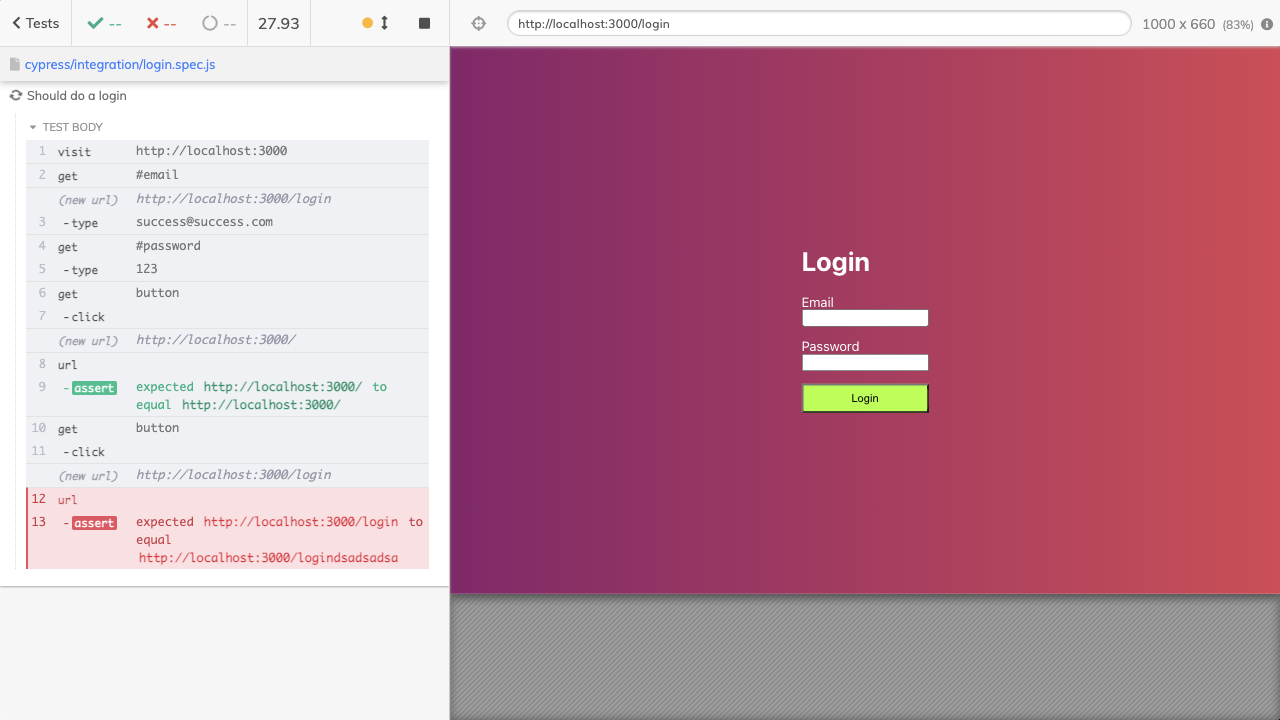 Tests -- -- -- 27.93
http://localhost:3000/login 1000 x 660 (83%)
cypress/integration/login.spec.js
Should do a login
TEST BODY
1 visit http://localhost:3000
2 get #email
(new url) http://localhost:3000/login
3 -type success@success.com
4 get #password
5 -type 123
6 get button
7 -click
(new url) http://localhost:3000/
8 url
9 -assert expected http://localhost:3000/ to
equal http://localhost:3000/
10 get button
11 -click
(new url) http://localhost:3000/login
12 url
13 -assert expected http://localhost:3000/login to
equal
http://localhost:3000/logindsadsadsa
Login
Email
Password
Login